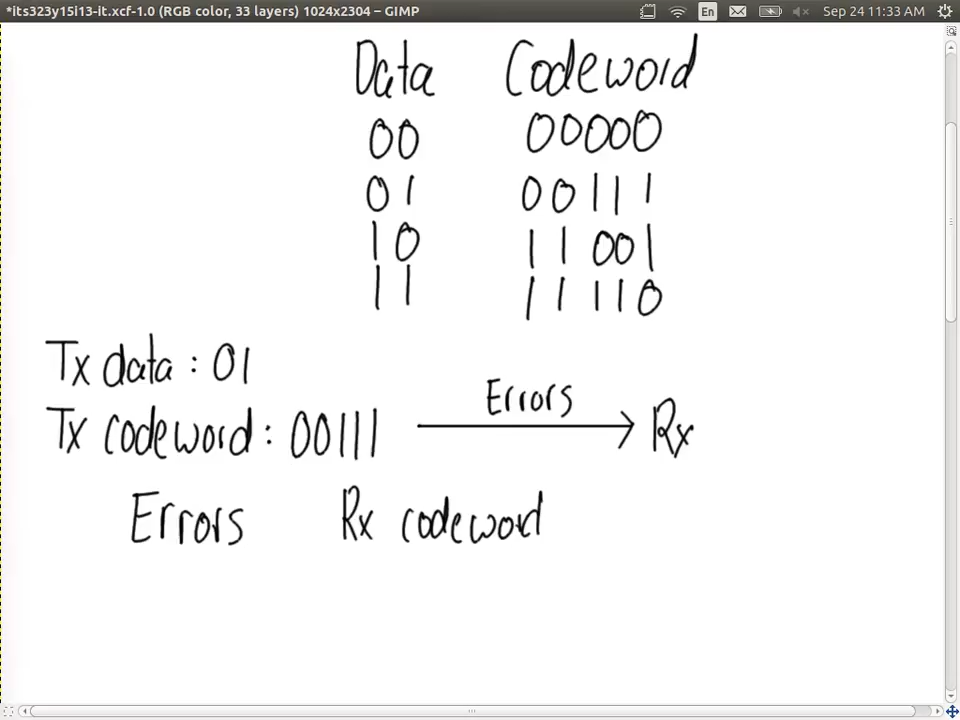 *its323y15i13-it.xcf-1.0 (RGB color, 33 layers) 1024x2304 – GIMP En Sep 24 11:33 AM
Data Codeword
00 00000
01 00111
10 11001
11 11110
Tx data : 01
Errors
Tx codeword : 00111 Rx
Errors Rx codeword